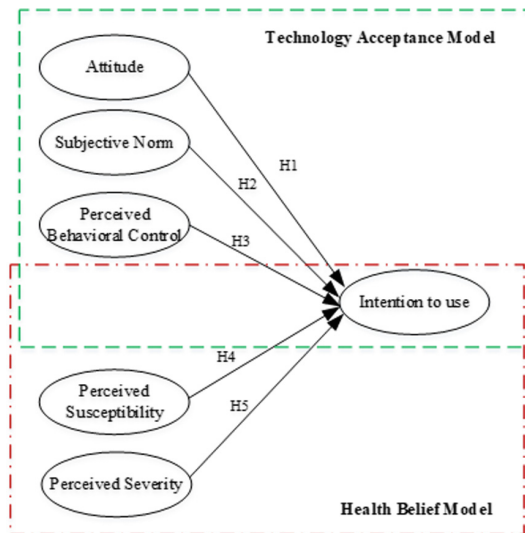 Technology Acceptance Model
Attitude
Subjective Norm
H1
H2
Perceived
Behavioral Control
H3
Intention to use
H4
Perceived
Susceptibility
H5
Perceived Severity
Health Belief Model